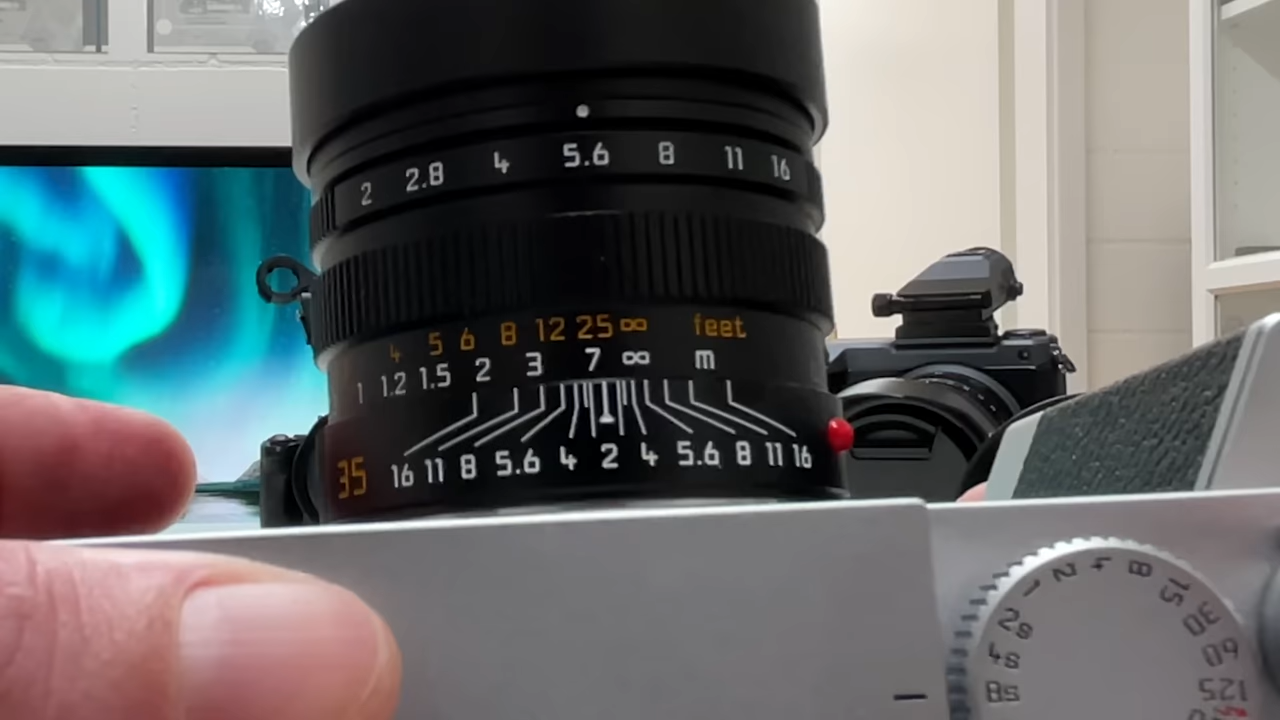 2 2.8 4 5.6 8 11 16
4 5 6 8 12 25 ∞ feet
1 1.2 1.5 2 3 7 ∞ m
35 16 11 8 5.6 4 2 4 5.6 8 11 16
8s 4s 2s 1 2 4 8 15 30 60 125